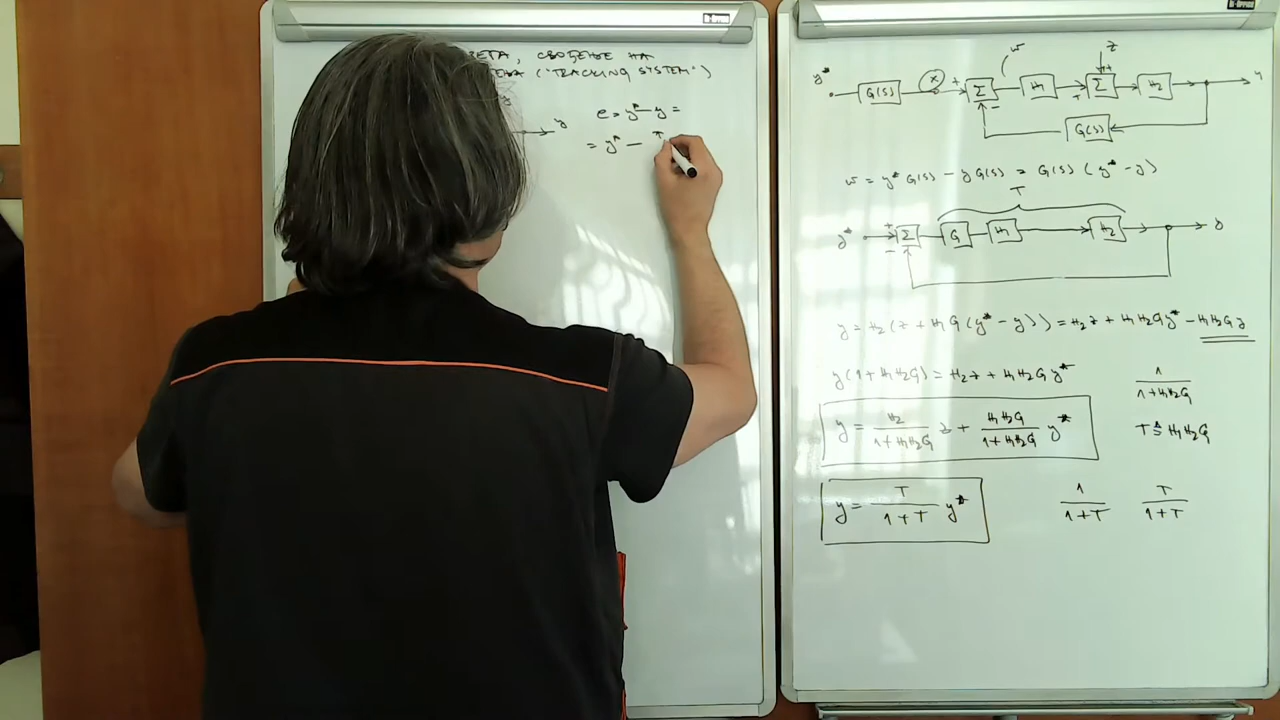 СВОЂЕЊЕ НА
("TRACKING SYSTEM")
e = y* - y =
= y* - T
y
y* G(s) x + Σ - w H1 + Σ z + H2 y
G(s)
w = y* G(s) - y G(s) = G(s) (y* - y)
T
y* + Σ - G H1 H2 y
y = H2 (z + H1 G (y* - y)) = H2 z + H1 H2 G y* - H1 H2 G y
y (1 + H1 H2 G) = H2 z + H1 H2 G y*
1 / 1 + H1 H2 G
y = H2 / 1 + H1 H2 G z + H1 H2 G / 1 + H1 H2 G y*
T ≜ H1 H2 G
y = T / 1 + T y*
1 / 1 + T T / 1 + T